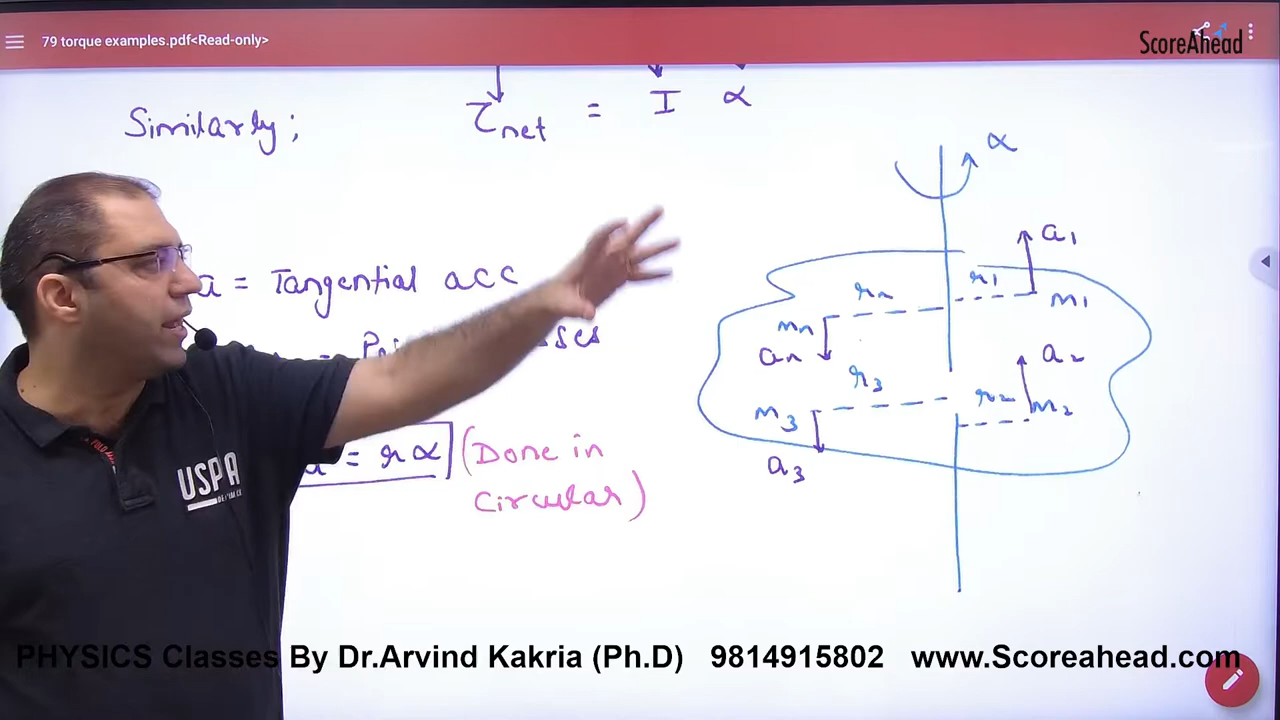 79 torque examples.pdf<Read-only>
ScoreAhead
τnet = I α
Similarly;
α
a = Tangential acc
a1
r1
m1
rn
mn
an
a2
r2
m2
r3
m3
a3
= rα (Done in
circular)
USPA
PHYSICS Classes By Dr.Arvind Kakria (Ph.D) 9814915802 www.Scoreahead.com